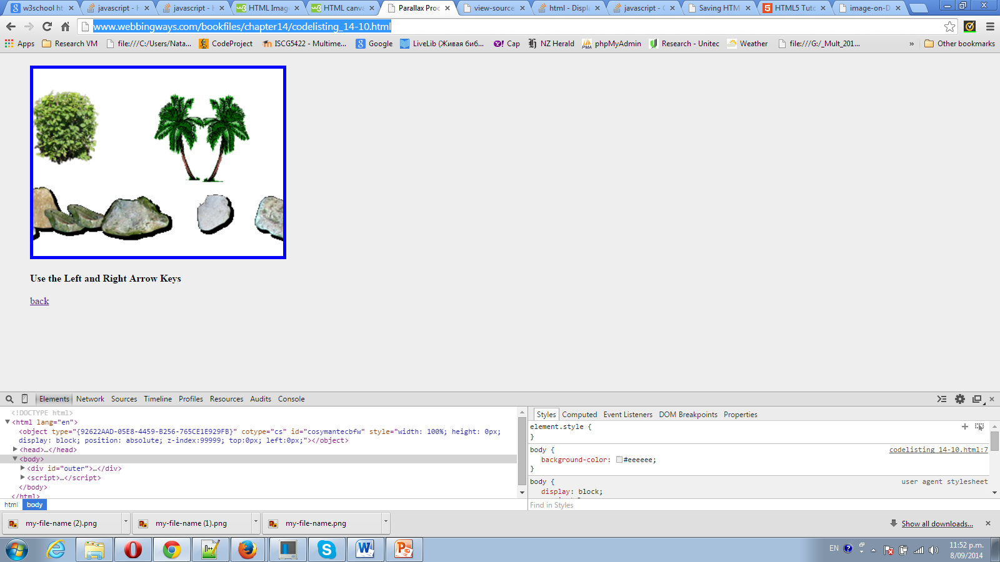 w3school ht
javascript - H
javascript - H
HTML Imag
HTML canv
Parallax Proc
view-source:
html - Displa
javascript - C
Saving HTM
HTML5 Tuto
image-on-D
www.webbingways.com/bookfiles/chapter14/codelisting_14-10.html
Apps
Research VM
file:///C:/Users/Nata...
CodeProject
ISCG5422 - Multime...
Google
LiveLib (Живая биб...
Cap
NZ Herald
phpMyAdmin
Research - Unitec
Weather
file:///G:/_Mult_201...
»
Other bookmarks
Use the Left and Right Arrow Keys
back
Elements Network Sources Timeline Profiles Resources Audits Console
<!DOCTYPE html>
<html lang="en">
<object type="{92622AAD-05E8-4459-B256-765CE1E929FB}" cotype="cs" id="cosymantecbfw" style="width: 100%; height: 0px;
display: block; position: absolute; z-index:99999; top:0px; left:0px;"></object>
<head>…</head>
<body>
<div id="outer">…</div>
<script>…</script>
</body>
</html>
html body
Styles Computed Event Listeners DOM Breakpoints Properties
element.style {
}
body {
codelisting_14-10.html:7
background-color: #eeeeee;
}
body {
user agent stylesheet
display: block;
Find in Styles
my-file-name (2).png
my-file-name (1).png
my-file-name.png
Show all downloads...
EN
11:52 p.m.
8/09/2014